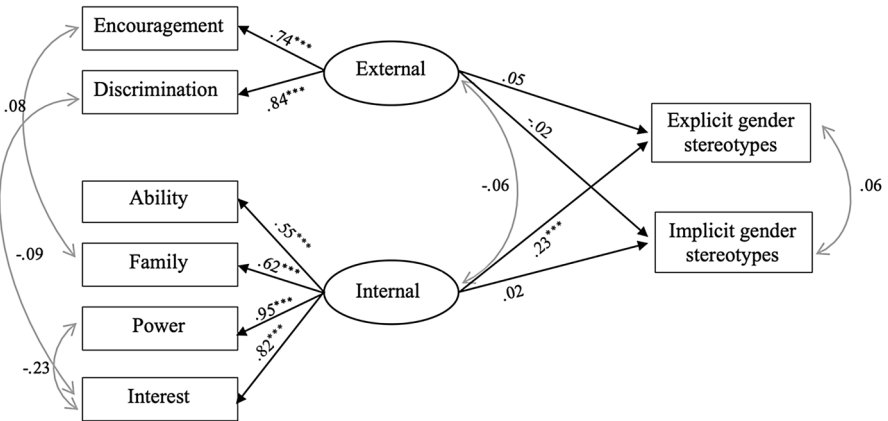 Encouragement
.74***
External
Discrimination
.84***
.05
.08
-.02
Explicit gender
stereotypes
-.06
.06
Ability
.55***
.23***
Implicit gender
stereotypes
-.09
Family
.62***
Internal
.02
Power
.95***
.82***
-.23
Interest